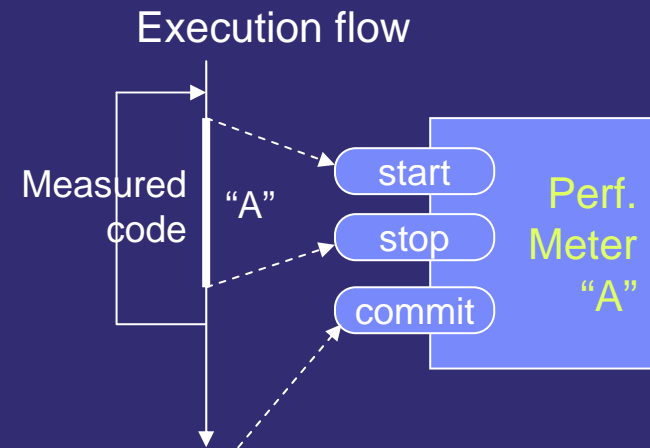 Execution flow
Measured
code
“A”
start
stop
commit
Perf.
Meter
“A”